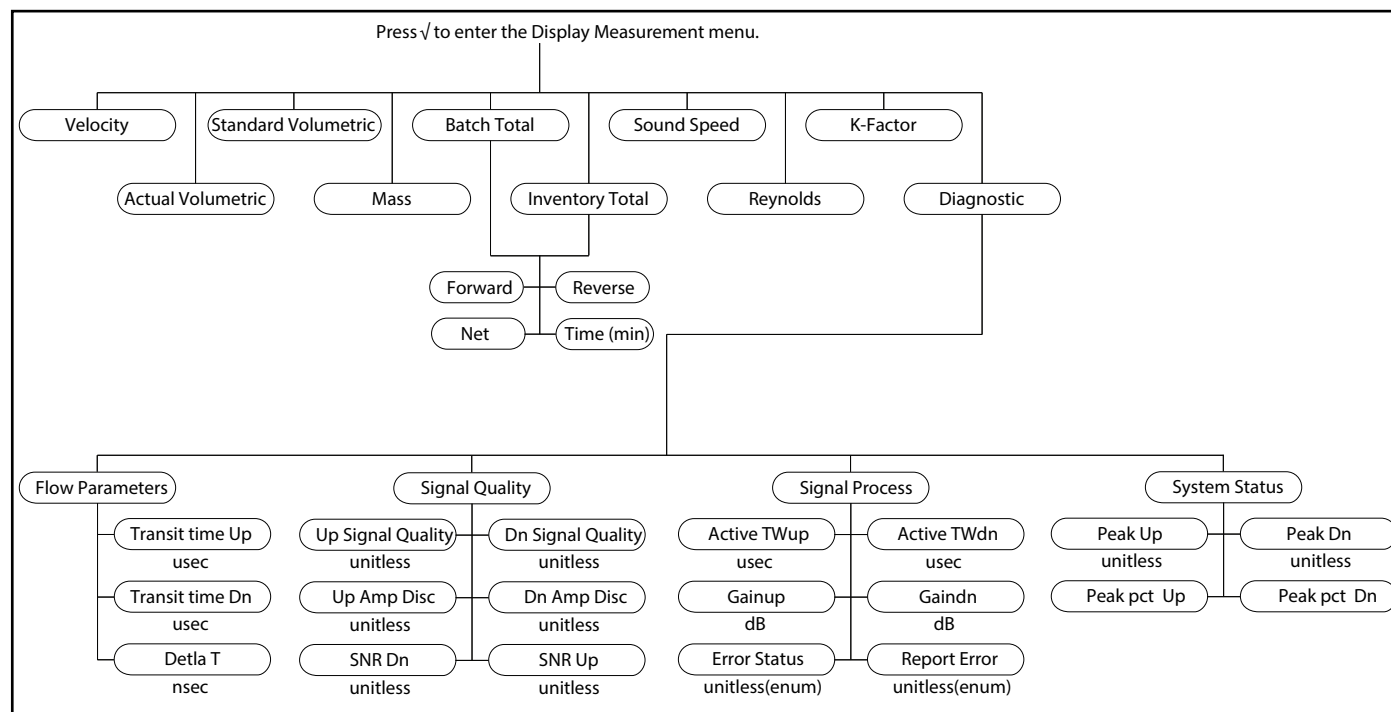 Press √ to enter the Display Measurement menu.
Velocity
Standard Volumetric
Batch Total
Sound Speed
K-Factor
Actual Volumetric
Mass
Inventory Total
Reynolds
Diagnostic
Forward
Reverse
Net
Time (min)
Flow Parameters
Signal Quality
Signal Process
System Status
Transit time Up
usec
Transit time Dn
usec
Detla T
nsec
Up Signal Quality
unitless
Dn Signal Quality
unitless
Up Amp Disc
unitless
Dn Amp Disc
unitless
SNR Dn
unitless
SNR Up
unitless
Active TWup
usec
Active TWdn
usec
Gainup
dB
Gaindn
dB
Error Status
unitless(enum)
Report Error
unitless(enum)
Peak Up
unitless
Peak Dn
unitless
Peak pct Up
Peak pct Dn